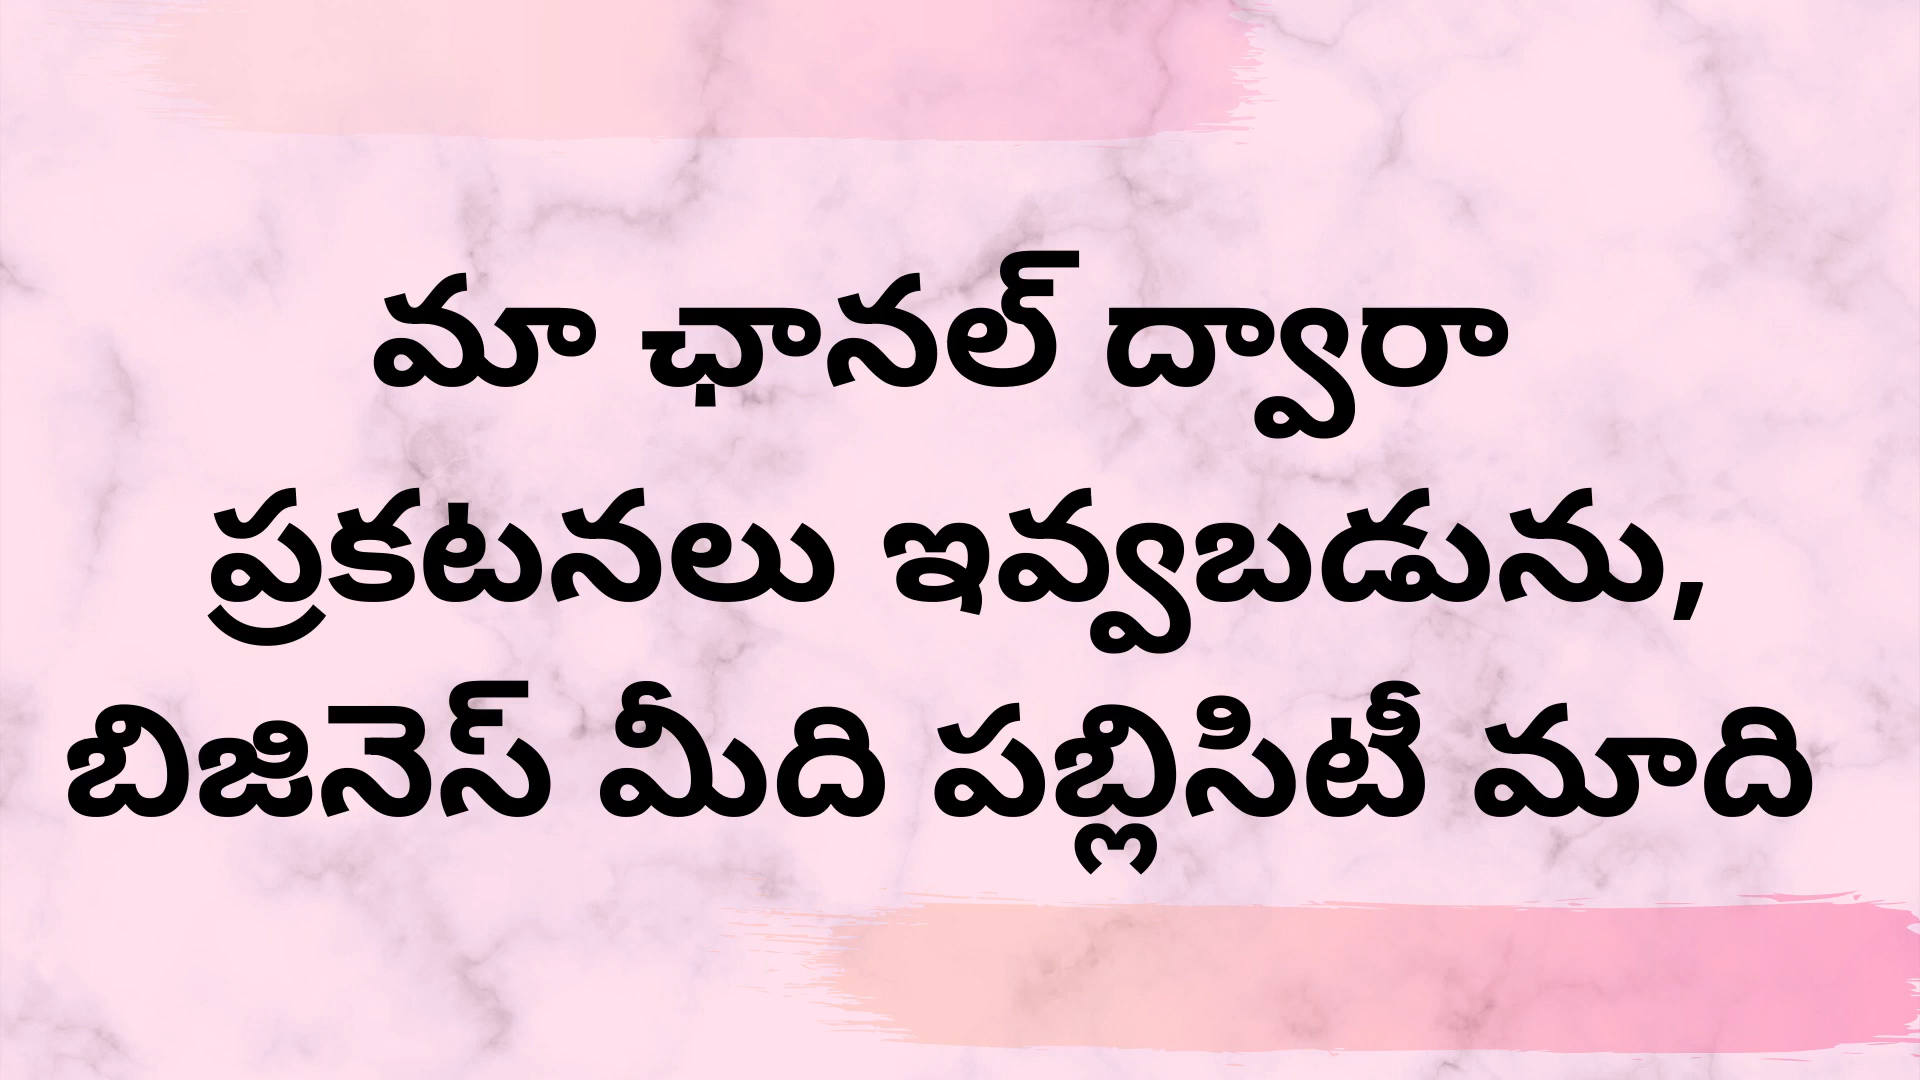 మా ఛానల్ ద్వారా
ప్రకటనలు ఇవ్వబడును,
బిజినెస్ మీది పబ్లిసిటీ మాది